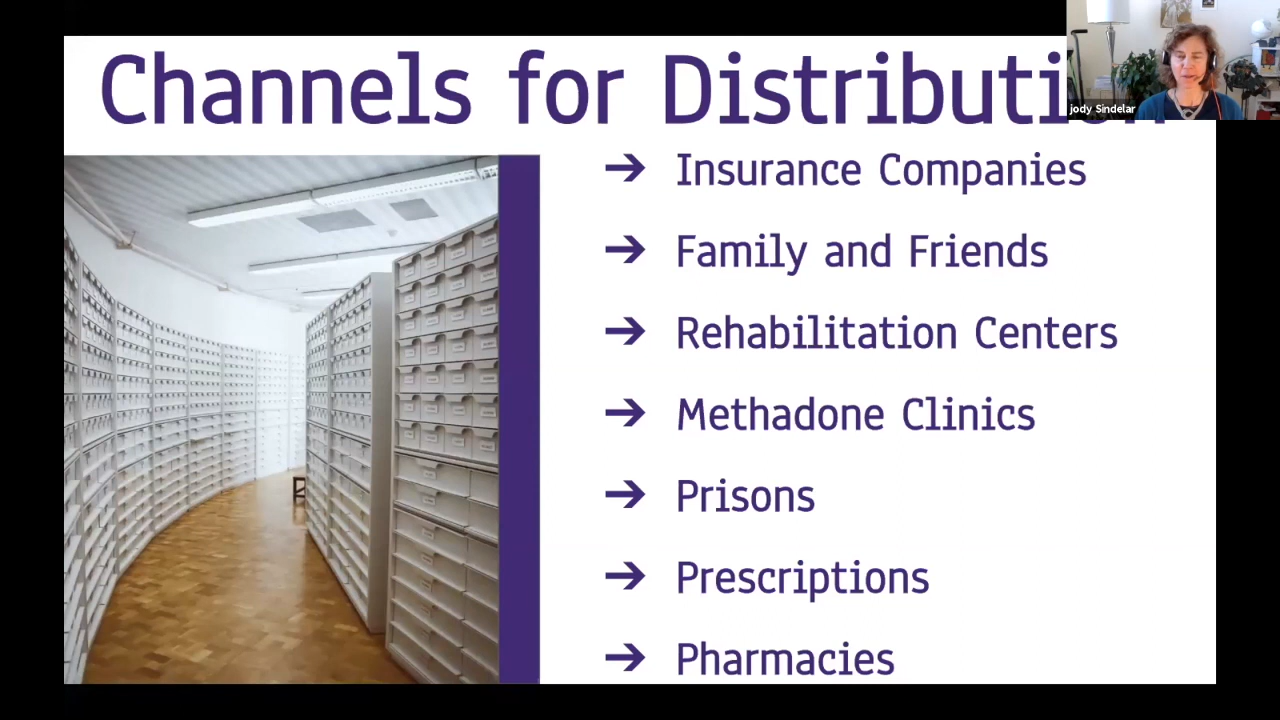 Channels for Distributi
jody Sindelar
→ Insurance Companies
→ Family and Friends
→ Rehabilitation Centers
→ Methadone Clinics
→ Prisons
→ Prescriptions
→ Pharmacies